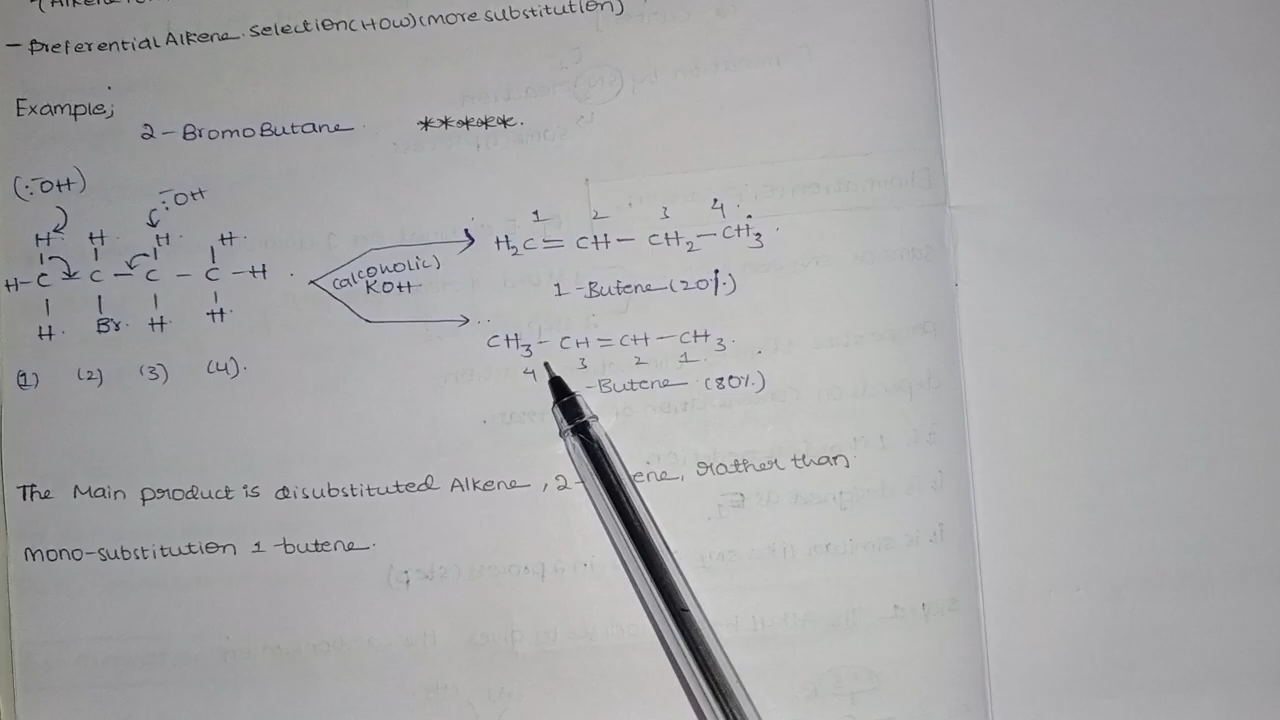 - Preferential Alkene. Selection (How) (more substitution)
Example;
2-BromoButane. *****.
(:ŌH) :ŌH
H. H H. H.
H-C - C - C - C - H.
H. Br. H. H.
(1) (2) (3) (4).
(alcoholic)
KOH
1 2 3 4.
H2C = CH - CH2 - CH3
1-Butene (20%)
CH3 - CH = CH - CH3.
4 3 2 1.
-Butene (80%)
The Main product is disubstituted Alkene, 2- ene, rather than
mono-substitution 1 butene.